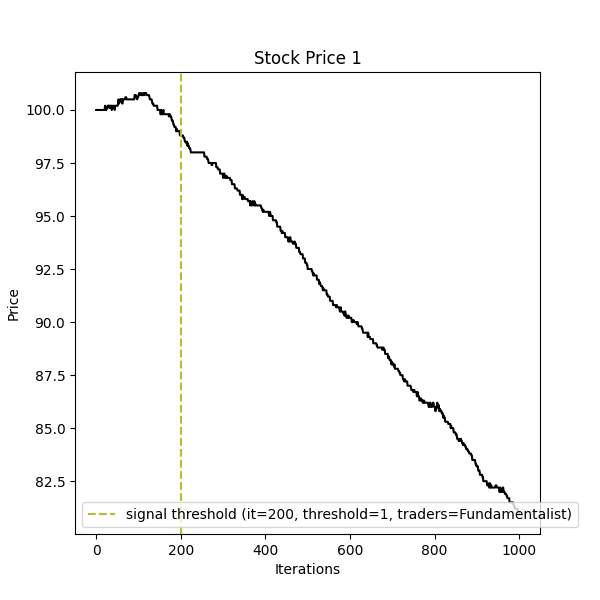 Stock Price 1
Price
100.0
97.5
95.0
92.5
90.0
87.5
85.0
82.5
signal threshold (it=200, threshold=1, traders=Fundamentalist)
0 200 400 600 800 1000
Iterations